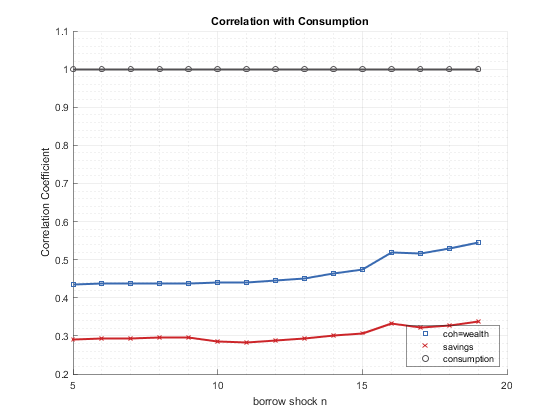 Correlation with Consumption
1.1
1
0.9
0.8
0.7
0.6
0.5
0.4
0.3
0.2
Correlation Coefficient
5
10
15
20
borrow shock n
coh=wealth
savings
consumption